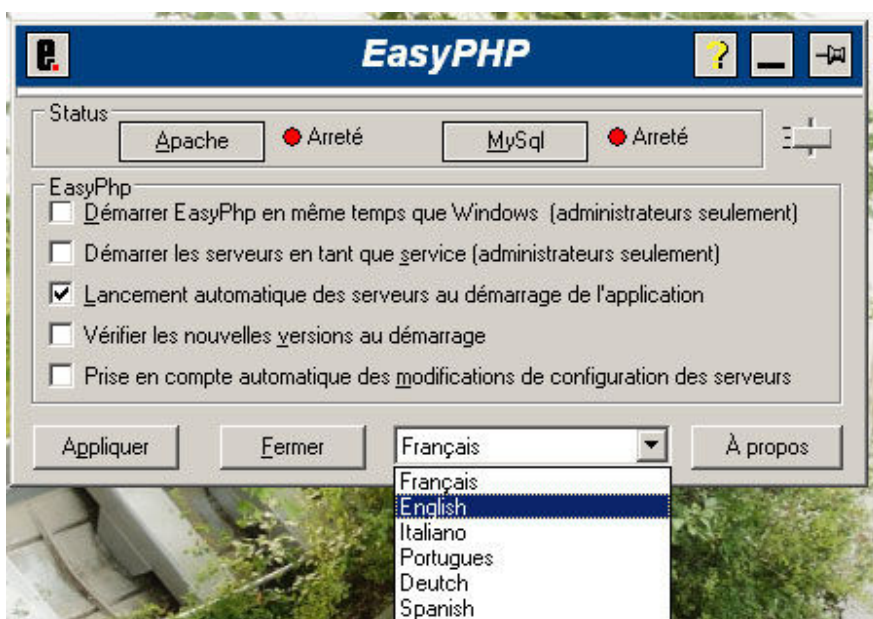 e. EasyPHP ?
Status
Apache Arreté MySql Arreté
EasyPhp
Démarrer EasyPhp en même temps que Windows (administrateurs seulement)
Démarrer les serveurs en tant que service (administrateurs seulement)
Lancement automatique des serveurs au démarrage de l'application
Vérifier les nouvelles versions au démarrage
Prise en compte automatique des modifications de configuration des serveurs
Appliquer Fermer Français À propos
Français
English
Italiano
Portugues
Deutch
Spanish